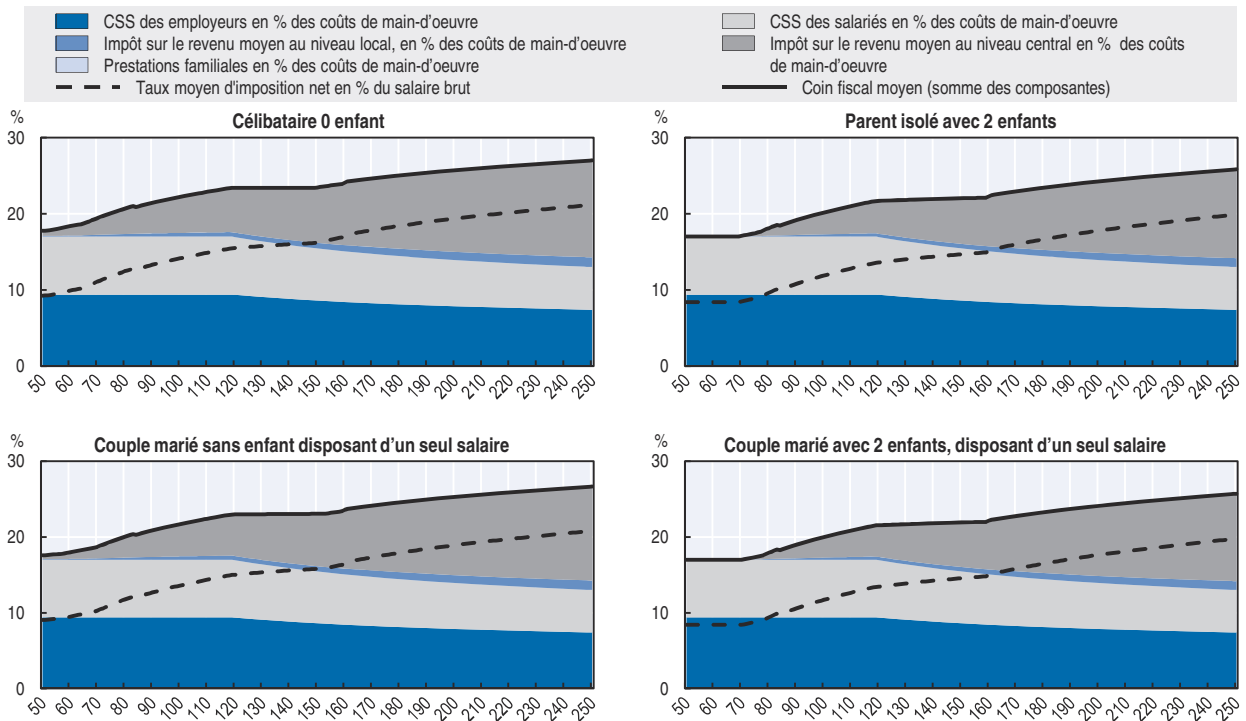 CSS des employeurs en % des coûts de main-d'oeuvre
Impôt sur le revenu moyen au niveau local, en % des coûts de main-d'oeuvre
Prestations familiales en % des coûts de main-d'oeuvre
Taux moyen d'imposition net en % du salaire brut
CSS des salariés en % des coûts de main-d'oeuvre
Impôt sur le revenu moyen au niveau central en % des coûts
de main-d'oeuvre
Coin fiscal moyen (somme des composantes)
%
Célibataire 0 enfant
30
20
10
0
50 60 70 80 90 100 110 120 130 140 150 160 170 180 190 200 210 220 230 240 250
%
Parent isolé avec 2 enfants
30
20
10
0
50 60 70 80 90 100 110 120 130 140 150 160 170 180 190 200 210 220 230 240 250
%
Couple marié sans enfant disposant d'un seul salaire
30
20
10
0
50 60 70 80 90 100 110 120 130 140 150 160 170 180 190 200 210 220 230 240 250
%
Couple marié avec 2 enfants, disposant d'un seul salaire
30
20
10
0
50 60 70 80 90 100 110 120 130 140 150 160 170 180 190 200 210 220 230 240 250